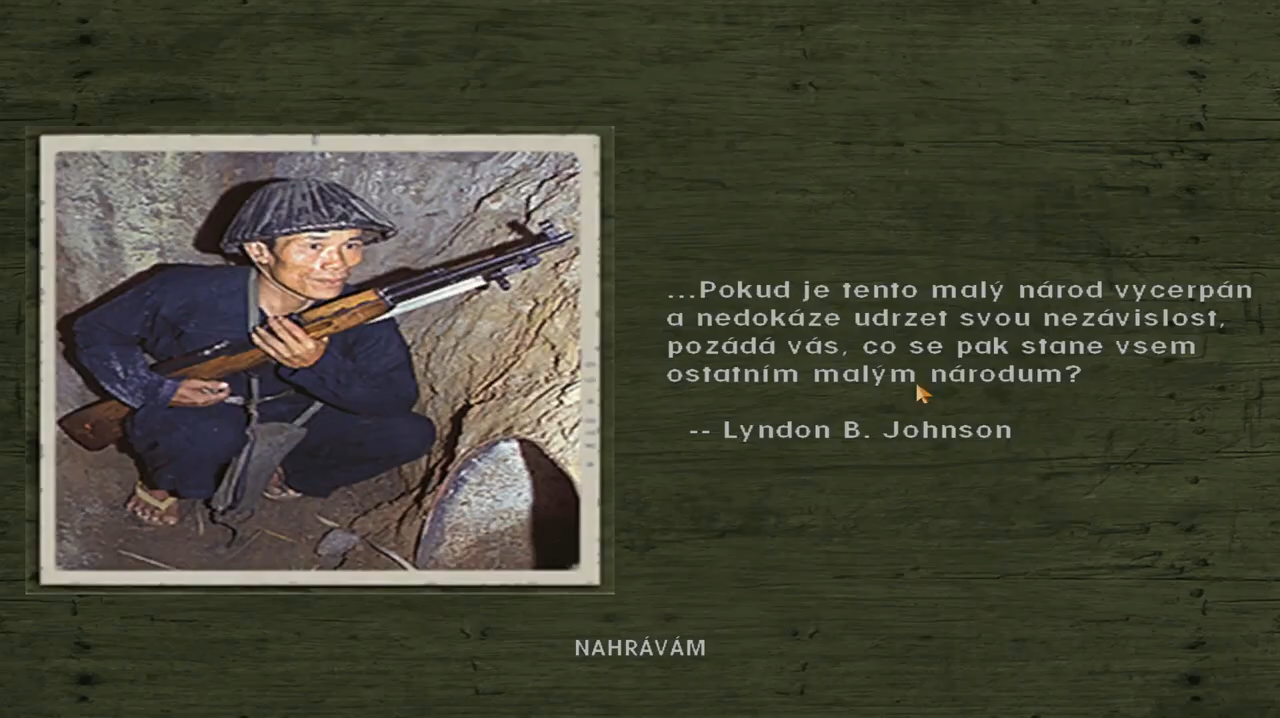 ...Pokud je tento malý národ vycerpán
a nedokáze udrzet svou nezávislost,
pozádá vás, co se pak stane vsem
ostatním malým národum?
-- Lyndon B. Johnson
NAHRÁVÁM